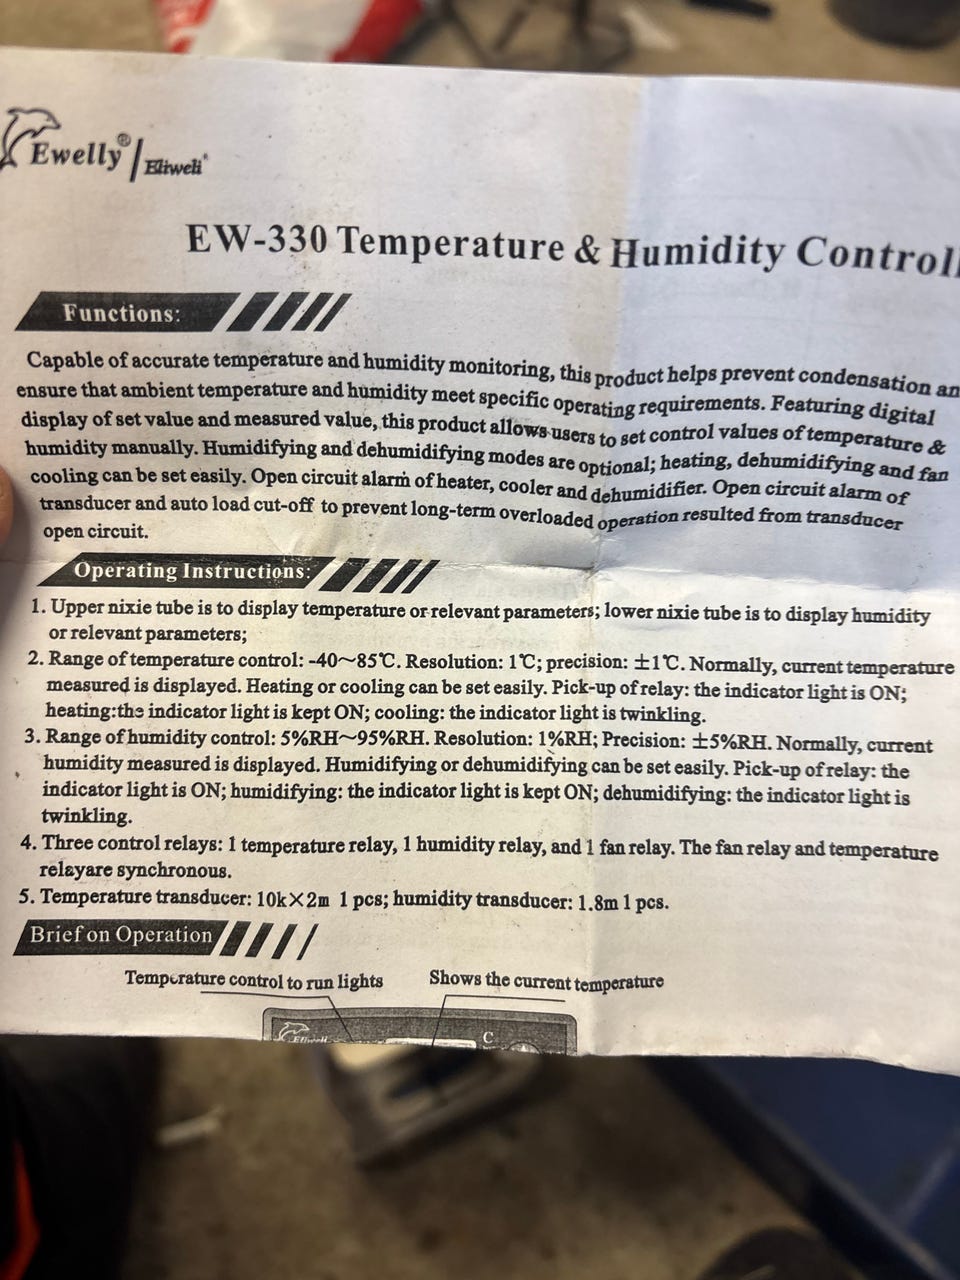 Ewelly® / Eliweli
EW-330 Temperature & Humidity Control
Functions:
Capable of accurate temperature and humidity monitoring, this product helps prevent condensation an
ensure that ambient temperature and humidity meet specific operating requirements. Featuring digital
display of set value and measured value, this product allows users to set control values of temperature &
humidity manually. Humidifying and dehumidifying modes are optional; heating, dehumidifying and fan
cooling can be set easily. Open circuit alarm of heater, cooler and dehumidifier. Open circuit alarm of
transducer and auto load cut-off to prevent long-term overloaded operation resulted from transducer
open circuit.
Operating Instructions:
1. Upper nixie tube is to display temperature or relevant parameters; lower nixie tube is to display humidity
or relevant parameters;
2. Range of temperature control: -40~85℃. Resolution: 1℃; precision: ±1℃. Normally, current temperature
measured is displayed. Heating or cooling can be set easily. Pick-up of relay: the indicator light is ON;
heating:the indicator light is kept ON; cooling: the indicator light is twinkling.
3. Range of humidity control: 5%RH~95%RH. Resolution: 1%RH; Precision: ±5%RH. Normally, current
humidity measured is displayed. Humidifying or dehumidifying can be set easily. Pick-up of relay: the
indicator light is ON; humidifying: the indicator light is kept ON; dehumidifying: the indicator light is
twinkling.
4. Three control relays: 1 temperature relay, 1 humidity relay, and 1 fan relay. The fan relay and temperature
relayare synchronous.
5. Temperature transducer: 10k×2m 1 pcs; humidity transducer: 1.8m 1 pcs.
Brief on Operation
Temperature control to run lights
Shows the current temperature
C